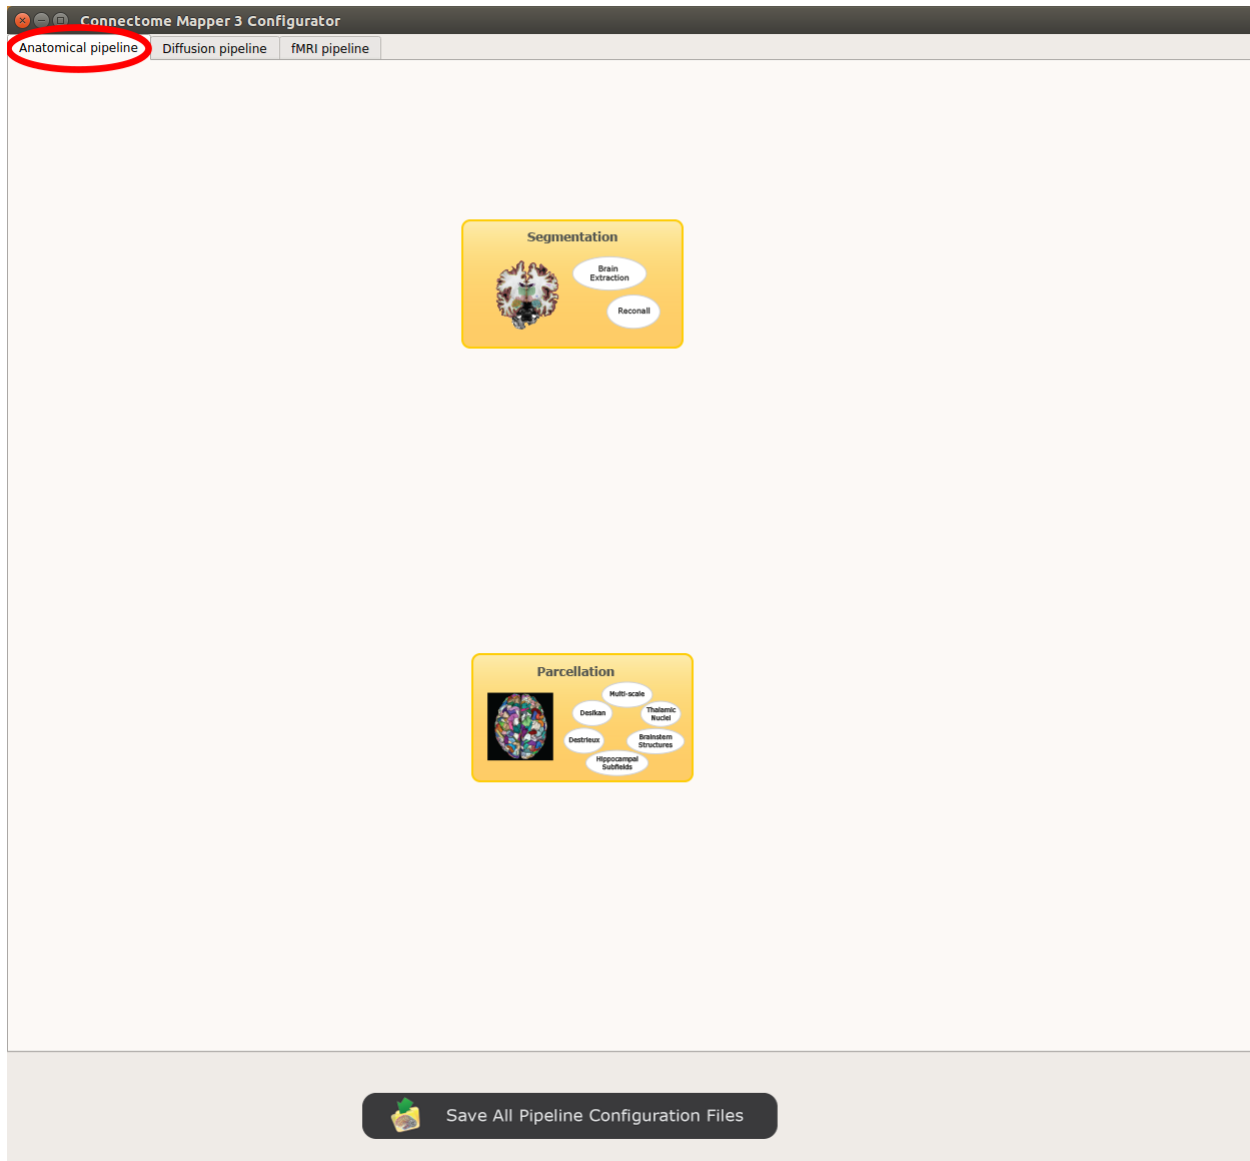 Connectome Mapper 3 Configurator
Anatomical pipeline
Diffusion pipeline
fMRI pipeline
Segmentation
Brain
Extraction
Reconall
Parcellation
Multi-scale
Desikan
Thalamic
Nuclei
Destrieux
Brainstem
Structures
Hippocampal
Subfields
Save All Pipeline Configuration Files